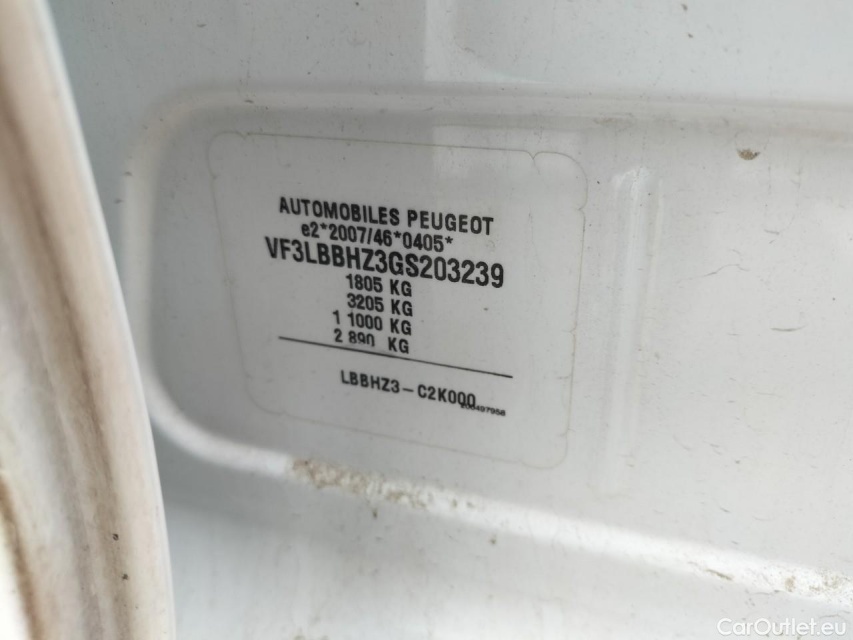 AUTOMOBILES PEUGEOT
e2*2007/46*0405*
VF3LBBHZ3GS203239
1805 KG
3205 KG
1 1000 KG
2 890 KG
LBBHZ3-C2K000
CarOutlet.eu